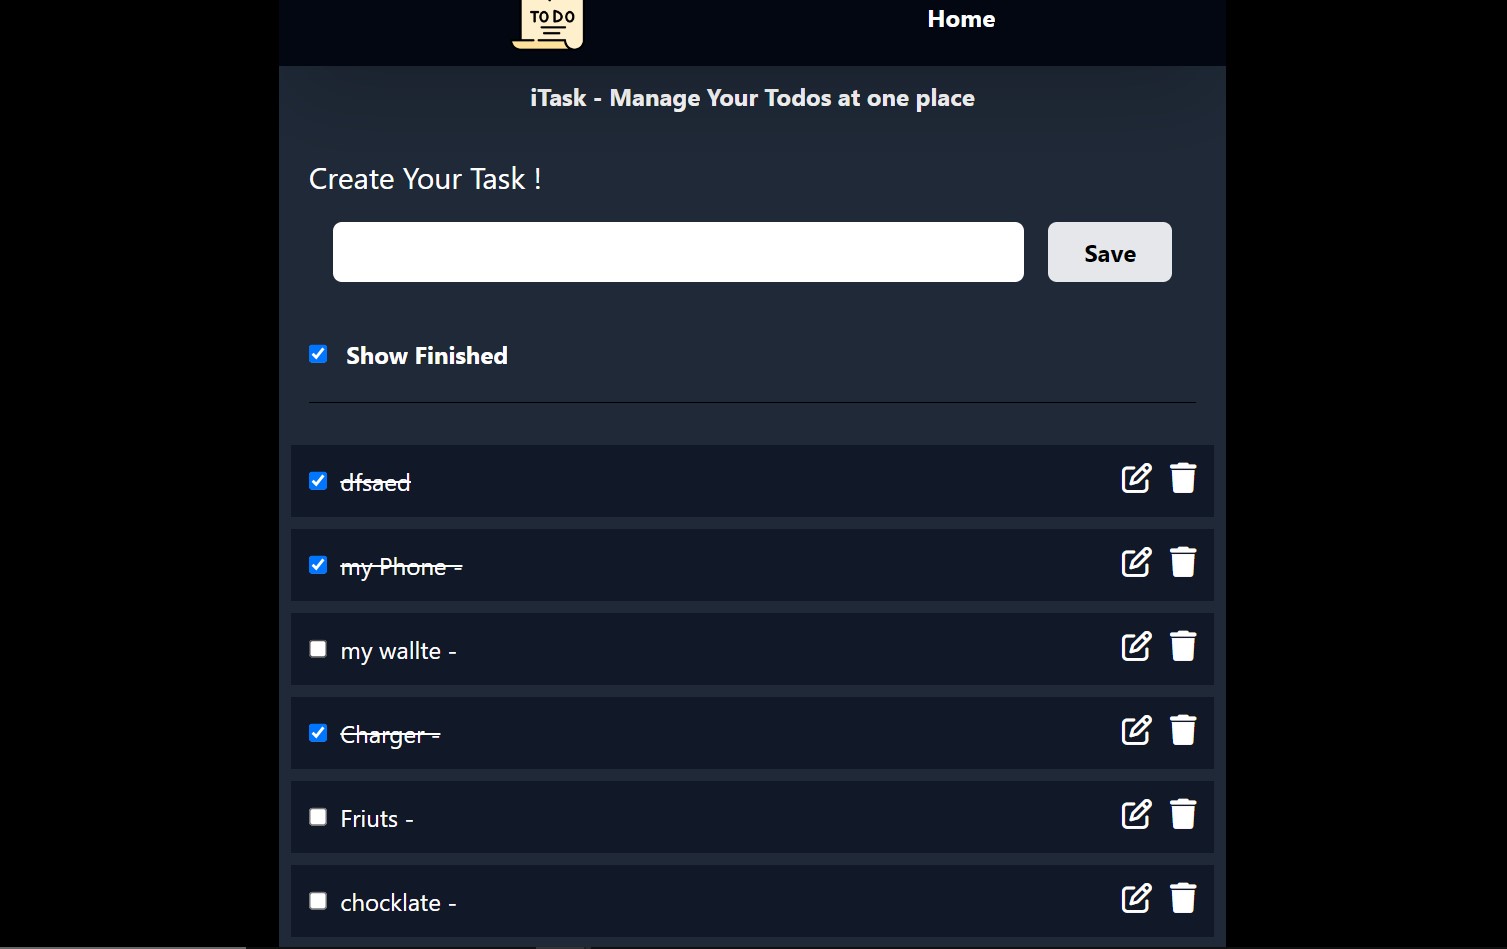 TO DO
Home
iTask - Manage Your Todos at one place
Create Your Task !
Save
Show Finished
dfsaed
my Phone -
my wallte -
Charger -
Friuts -
chocklate -